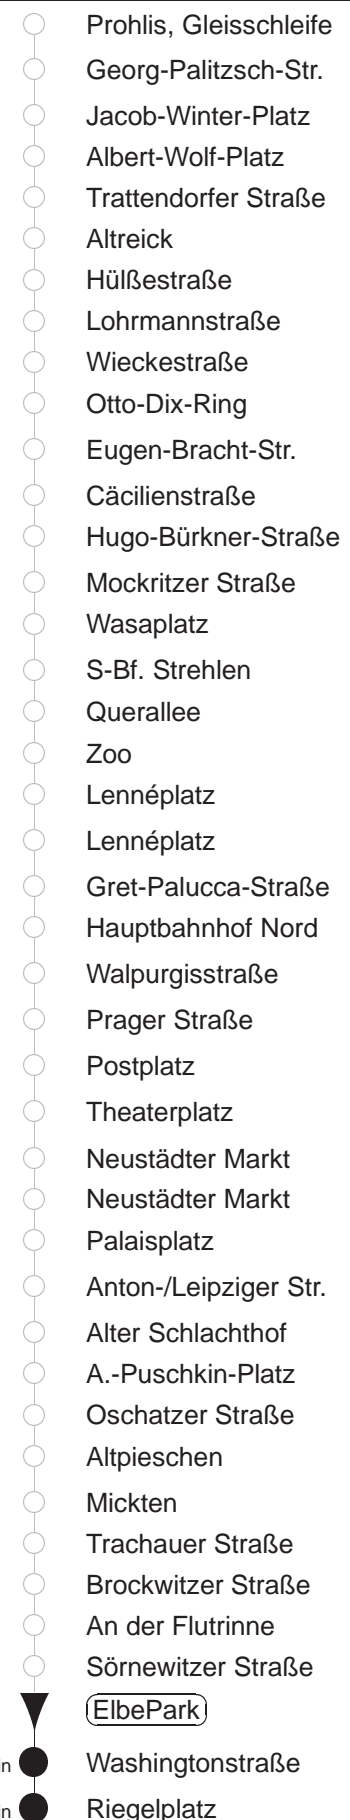 Prohlis, Gleisschleife
Georg-Palitzsch-Str.
Jacob-Winter-Platz
Albert-Wolf-Platz
Trattendorfer Straße
Altreick
Hülßestraße
Lohrmannstraße
Wieckestraße
Otto-Dix-Ring
Eugen-Bracht-Str.
Cäcilienstraße
Hugo-Bürkner-Straße
Mockritzer Straße
Wasaplatz
S-Bf. Strehlen
Querallee
Zoo
Lennéplatz
Lennéplatz
Gret-Palucca-Straße
Hauptbahnhof Nord
Walpurgisstraße
Prager Straße
Postplatz
Theaterplatz
Neustädter Markt
Neustädter Markt
Palaisplatz
Anton-/Leipziger Str.
Alter Schlachthof
A.-Puschkin-Platz
Oschatzer Straße
Altpieschen
Mickten
Trachauer Straße
Brockwitzer Straße
An der Flutrinne
Sörnewitzer Straße
ElbePark
in Washingtonstraße
in Riegelplatz